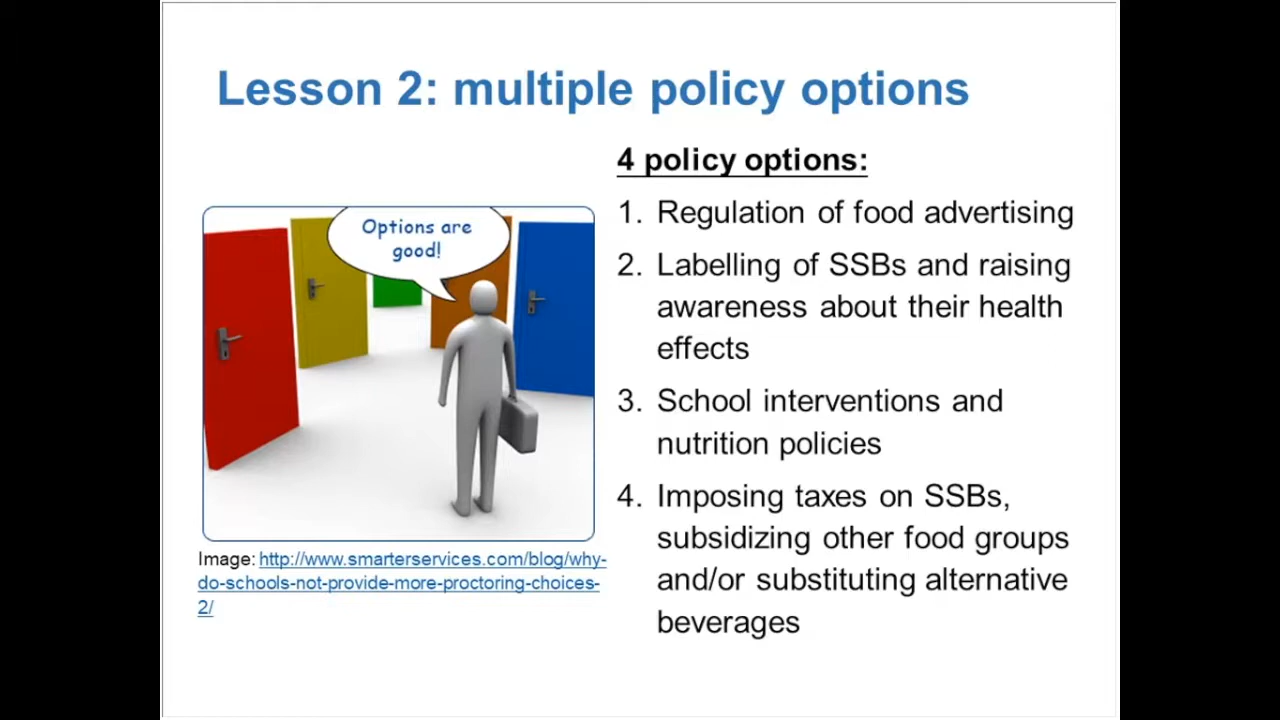 Lesson 2: multiple policy options
4 policy options:
1. Regulation of food advertising
2. Labelling of SSBs and raising
awareness about their health
effects
3. School interventions and
nutrition policies
4. Imposing taxes on SSBs,
subsidizing other food groups
and/or substituting alternative
beverages
Options are
good!
Image: http://www.smarterservices.com/blog/why-
do-schools-not-provide-more-proctoring-choices-
2/